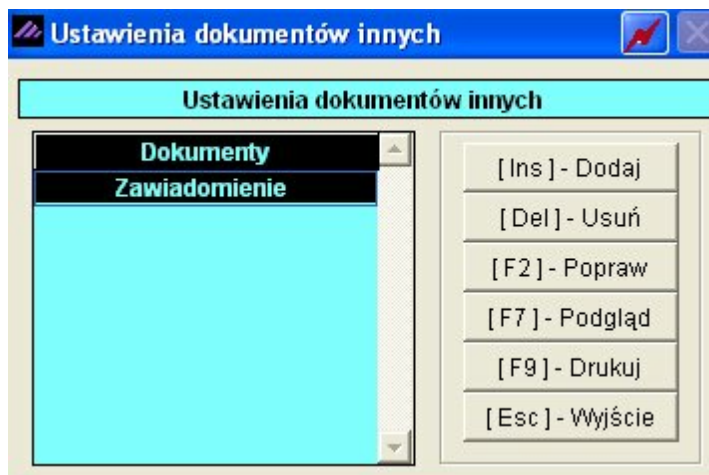 Ustawienia dokumentów innych
Ustawienia dokumentów innych
Dokumenty
Zawiadomienie
[ Ins ] - Dodaj
[ Del ] - Usuń
[ F2 ] - Popraw
[ F7 ] - Podgląd
[ F9 ] - Drukuj
[ Esc ] - Wyjście